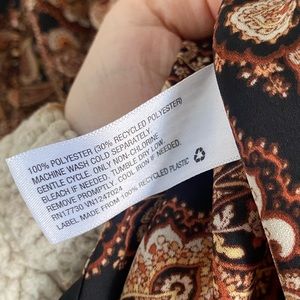 100% POLYESTER (30% RECYCLED POLYESTER)
MACHINE WASH COLD SEPARATELY.
GENTLE CYCLE. ONLY NON-CHLORINE
BLEACH IF NEEDED. TUMBLE DRY LOW.
REMOVE PROMPTLY. COOL IRON IF NEEDED
RN17730 VN1247024
LABEL MADE FROM 100% RECYCLED PLASTIC